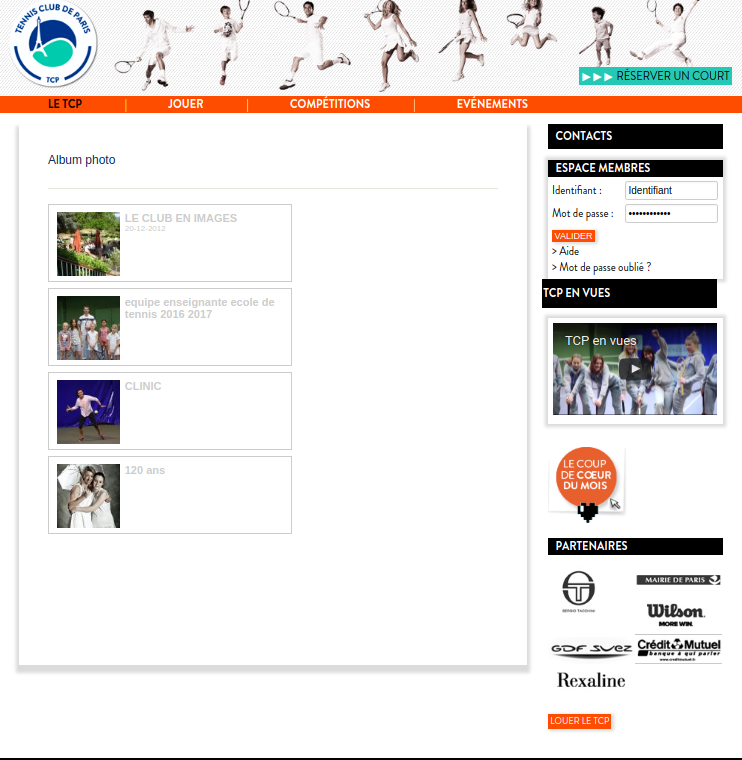 TENNIS CLUB DE PARIS
TCP
▶▶▶ RÉSERVER UN COURT
LE TCP | JOUER | COMPÉTITIONS | EVÉNEMENTS
Album photo
LE CLUB EN IMAGES
20-12-2012
equipe enseignante ecole de
tennis 2016 2017
CLINIC
120 ans
CONTACTS
ESPACE MEMBRES
Identifiant : Identifiant
Mot de passe : ••••••••••••
VALIDER
> Aide
> Mot de passe oublié ?
TCP EN VUES
TCP en vues
LE COUP
DE CŒUR
DU MOIS
PARTENAIRES
SERGIO TACCHINI
MAIRIE DE PARIS
Wilson.
MORE WIN.
GDF SUEZ
Crédit Mutuel
banque à qui parler
www.creditmutuel.fr
Rexaline
LOUER LE TCP